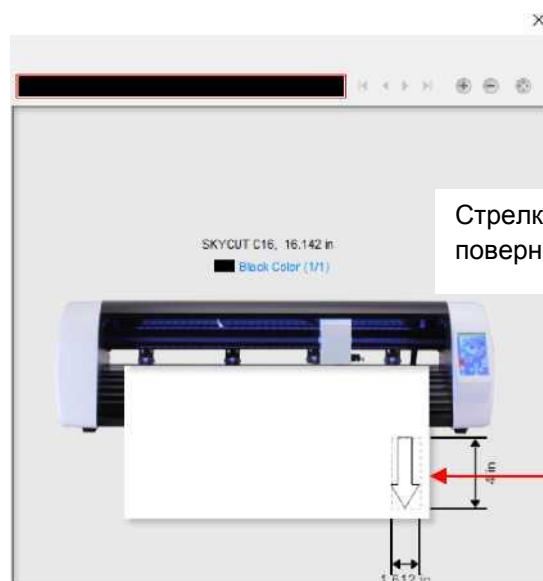 SKYCUT C16, 16.142 in
Black Color (1/1)
Стрелк
поверн
4 in
1.612 in